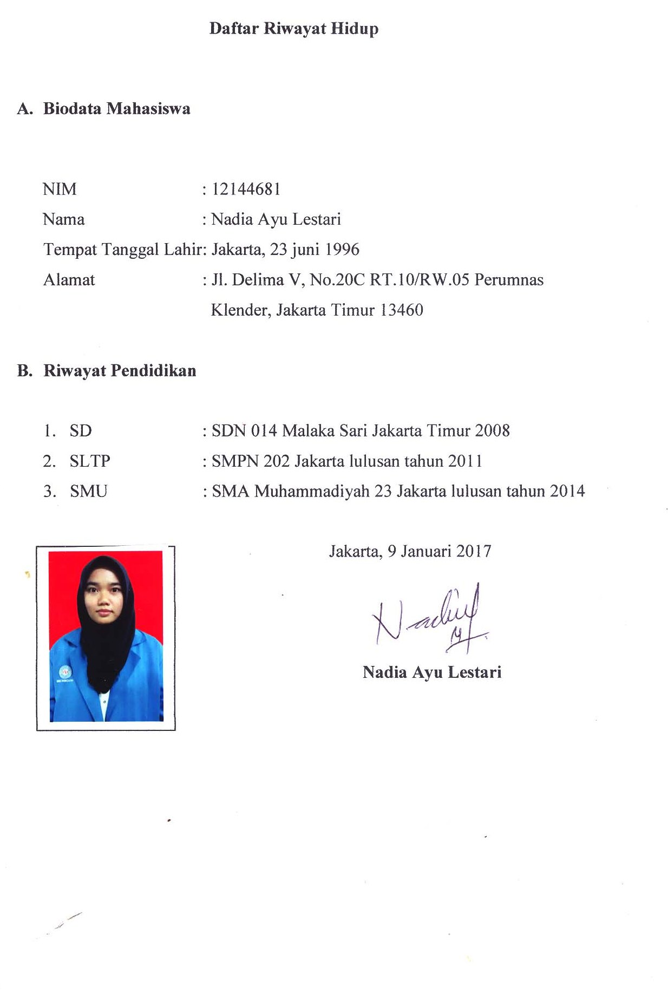 Daftar Riwayat Hidup
A. Biodata Mahasiswa
NIM : 12144681
Nama : Nadia Ayu Lestari
Tempat Tanggal Lahir: Jakarta, 23 juni 1996
Alamat : Jl. Delima V, No.20C RT.10/RW.05 Perumnas
Klender, Jakarta Timur 13460
B. Riwayat Pendidikan
1. SD : SDN 014 Malaka Sari Jakarta Timur 2008
2. SLTP : SMPN 202 Jakarta lulusan tahun 2011
3. SMU : SMA Muhammadiyah 23 Jakarta lulusan tahun 2014
Jakarta, 9 Januari 2017
Nadia Ayu Lestari